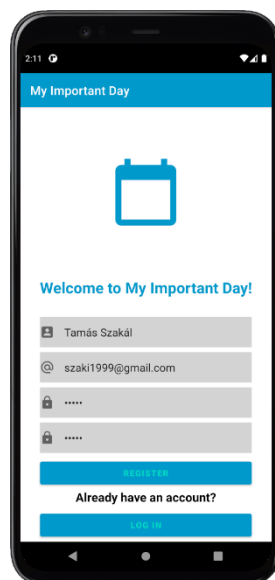 2:11
My Important Day
Welcome to My Important Day!
Tamás Szakál
szaki1999@gmail.com
•••••
•••••
REGISTER
Already have an account?
LOG IN